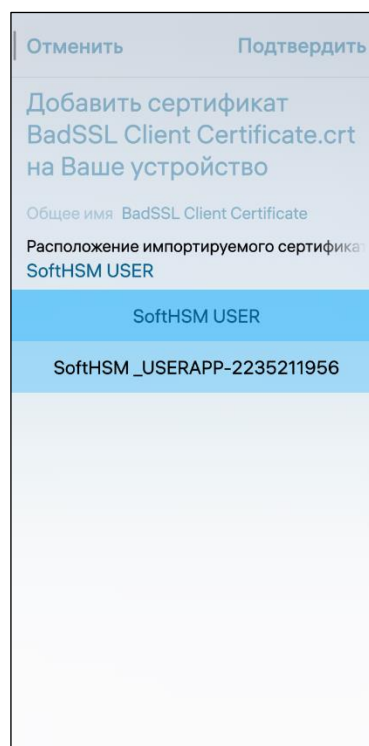 Отменить Подтвердить
Добавить сертификат
BadSSL Client Certificate.crt
на Ваше устройство
Общее имя BadSSL Client Certificate
Расположение импортируемого сертифика
SoftHSM USER
SoftHSM USER
SoftHSM _USERAPP-2235211956